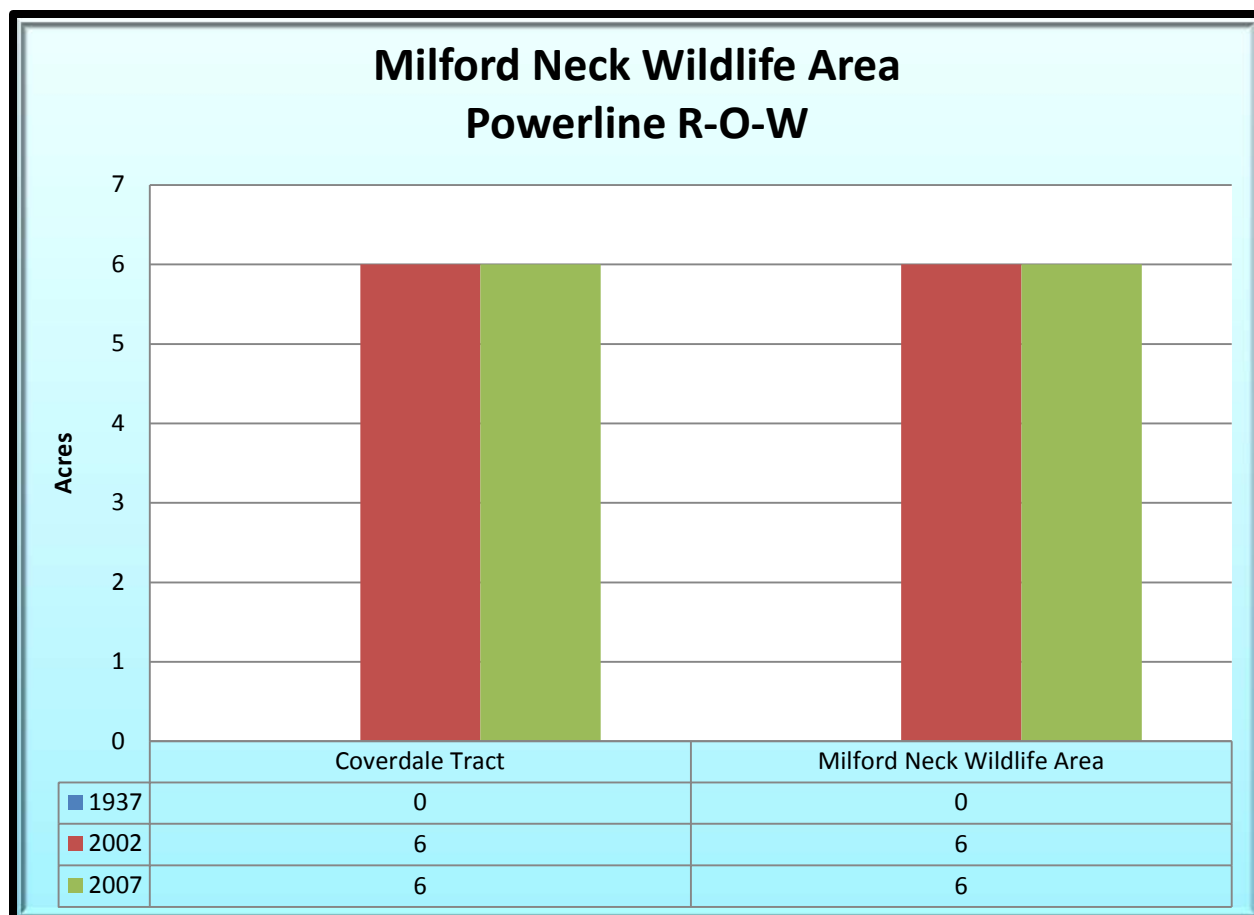 Milford Neck Wildlife Area
Powerline R-O-W
7
6
5
4
3
2
1
0
Acres
Coverdale Tract Milford Neck Wildlife Area
1937 0 0
2002 6 6
2007 6 6